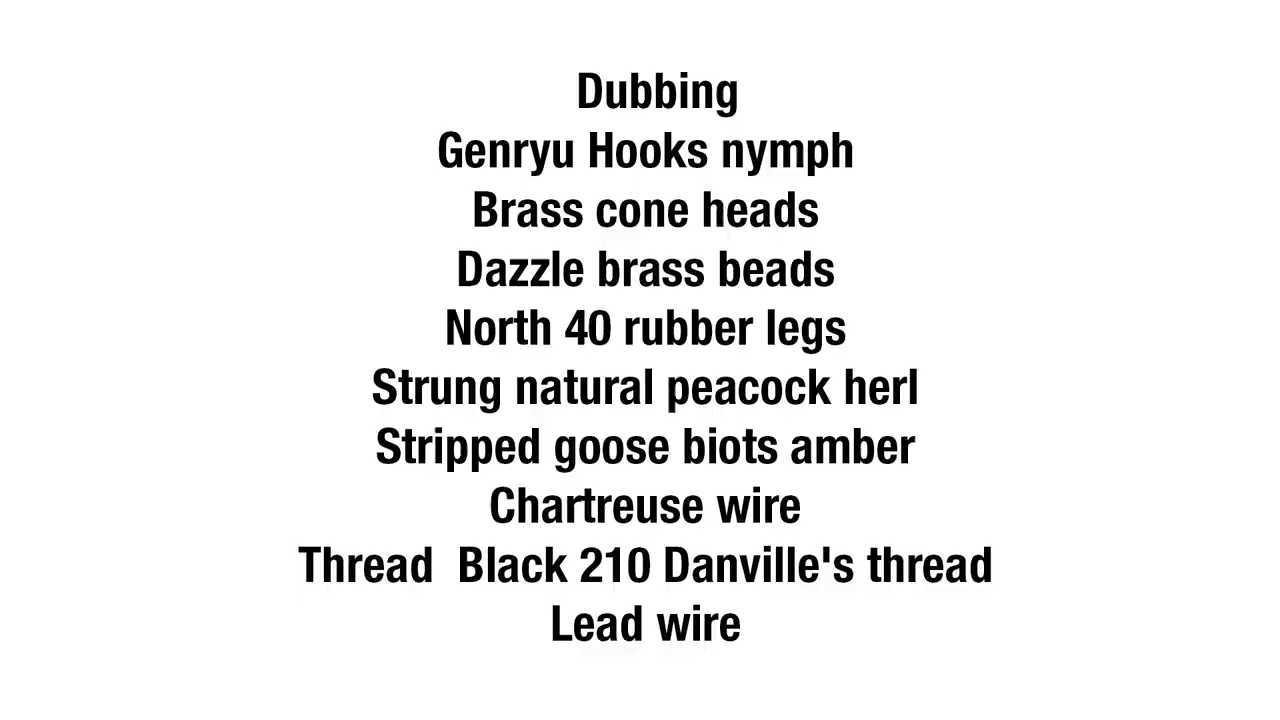 Dubbing
Genryu Hooks nymph
Brass cone heads
Dazzle brass beads
North 40 rubber legs
Strung natural peacock herl
Stripped goose biots amber
Chartreuse wire
Thread  Black 210 Danville's thread
Lead wire